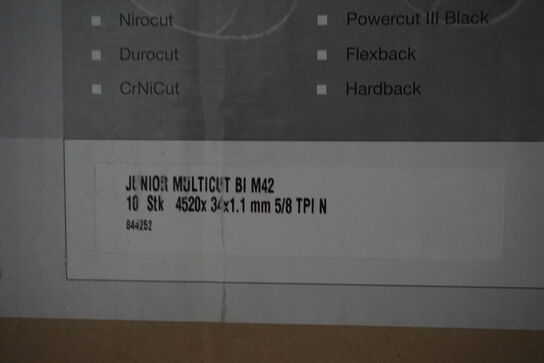 Nirocut
Powercut III Black
Durocut
Flexback
CrNiCut
Hardback
JUNIOR MULTICUT BI M42
10 Stk 4520x 34x1.1 mm 5/8 TPI N
844252